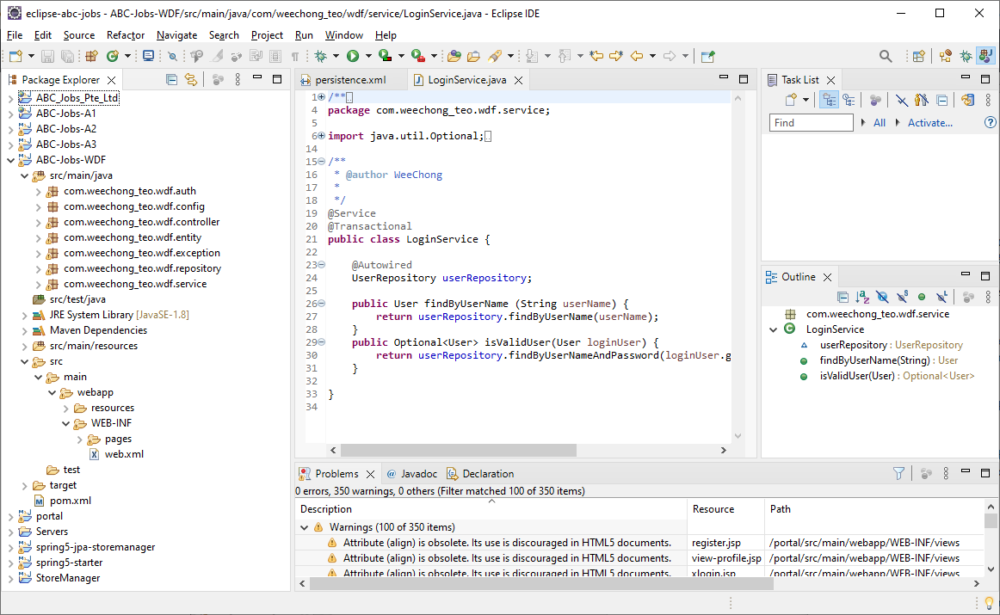 eclipse-abc-jobs - ABC-Jobs-WDF/src/main/java/com/weechong_teo/wdf/service/LoginService.java - Eclipse IDE
File Edit Source Refactor Navigate Search Project Run Window Help
Package Explorer
ABC_Jobs_Pte_Ltd
ABC-Jobs-A1
ABC-Jobs-A2
ABC-Jobs-A3
ABC-Jobs-WDF
src/main/java
com.weechong_teo.wdf.auth
com.weechong_teo.wdf.config
com.weechong_teo.wdf.controller
com.weechong_teo.wdf.entity
com.weechong_teo.wdf.exception
com.weechong_teo.wdf.repository
com.weechong_teo.wdf.service
src/test/java
JRE System Library [JavaSE-1.8]
Maven Dependencies
src/main/resources
src
main
webapp
resources
WEB-INF
pages
web.xml
test
target
pom.xml
portal
Servers
spring5-jpa-storemanager
spring5-starter
StoreManager
persistence.xml LoginService.java
1 /**
4 package com.weechong_teo.wdf.service;
5
6 import java.util.Optional;
14
15 /**
16 * @author WeeChong
17 *
18 */
19 @Service
20 @Transactional
21 public class LoginService {
22
23 @Autowired
24 UserRepository userRepository;
25
26 public User findByUserName (String userName) {
27 return userRepository.findByUserName(userName);
28 }
29 public Optional<User> isValidUser(User loginUser) {
30 return userRepository.findByUserNameAndPassword(loginUser.g
31 }
32
33 }
34
Task List
Find All Activate...
Outline
com.weechong_teo.wdf.service
LoginService
userRepository : UserRepository
findByUserName(String) : User
isValidUser(User) : Optional<User>
Problems @ Javadoc Declaration
0 errors, 350 warnings, 0 others (Filter matched 100 of 350 items)
Description Resource Path
Warnings (100 of 350 items)
Attribute (align) is obsolete. Its use is discouraged in HTML5 documents. register.jsp /portal/src/main/webapp/WEB-INF/views
Attribute (align) is obsolete. Its use is discouraged in HTML5 documents. view-profile.jsp /portal/src/main/webapp/WEB-INF/views
Attribute (align) is obsolete. Its use is discouraged in HTML5 documents. xlogin.jsp /portal/src/main/webapp/WEB-INF/views